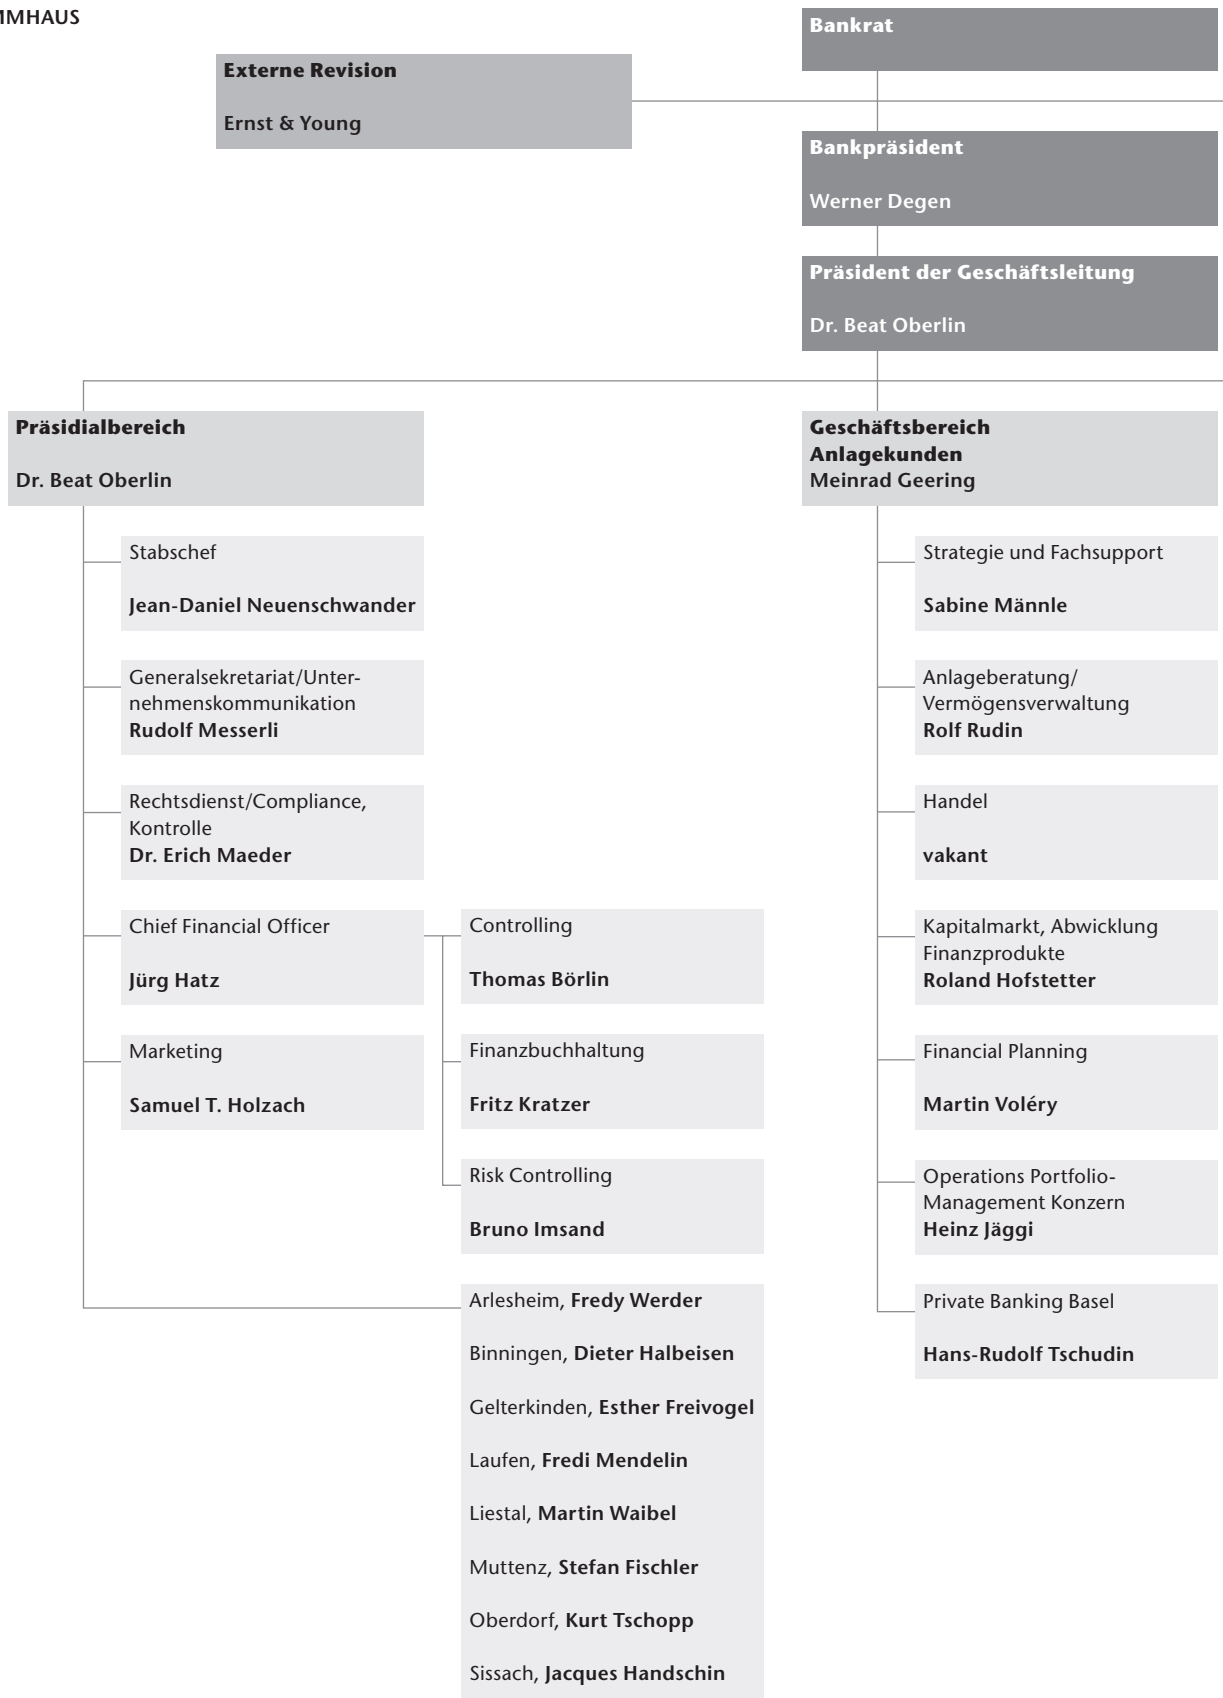 MMHAUS
Bankrat
Externe Revision
Ernst & Young
Bankpräsident
Werner Degen
Präsident der Geschäftsleitung
Dr. Beat Oberlin
Präsidialbereich
Dr. Beat Oberlin
Stabschef
Jean-Daniel Neuenschwander
Generalsekretariat/Unter-
nehmenskommunikation
Rudolf Messerli
Rechtsdienst/Compliance,
Kontrolle
Dr. Erich Maeder
Chief Financial Officer
Jürg Hatz
Marketing
Samuel T. Holzach
Controlling
Thomas Börlin
Finanzbuchhaltung
Fritz Kratzer
Risk Controlling
Bruno Imsand
Arlesheim, Fredy Werder
Binningen, Dieter Halbeisen
Gelterkinden, Esther Freivogel
Laufen, Fredi Mendelin
Liestal, Martin Waibel
Muttenz, Stefan Fischler
Oberdorf, Kurt Tschopp
Sissach, Jacques Handschin
Geschäftsbereich
Anlagekunden
Meinrad Geering
Strategie und Fachsupport
Sabine Männle
Anlageberatung/
Vermögensverwaltung
Rolf Rudin
Handel
vakant
Kapitalmarkt, Abwicklung
Finanzprodukte
Roland Hofstetter
Financial Planning
Martin Voléry
Operations Portfolio-
Management Konzern
Heinz Jäggi
Private Banking Basel
Hans-Rudolf Tschudin